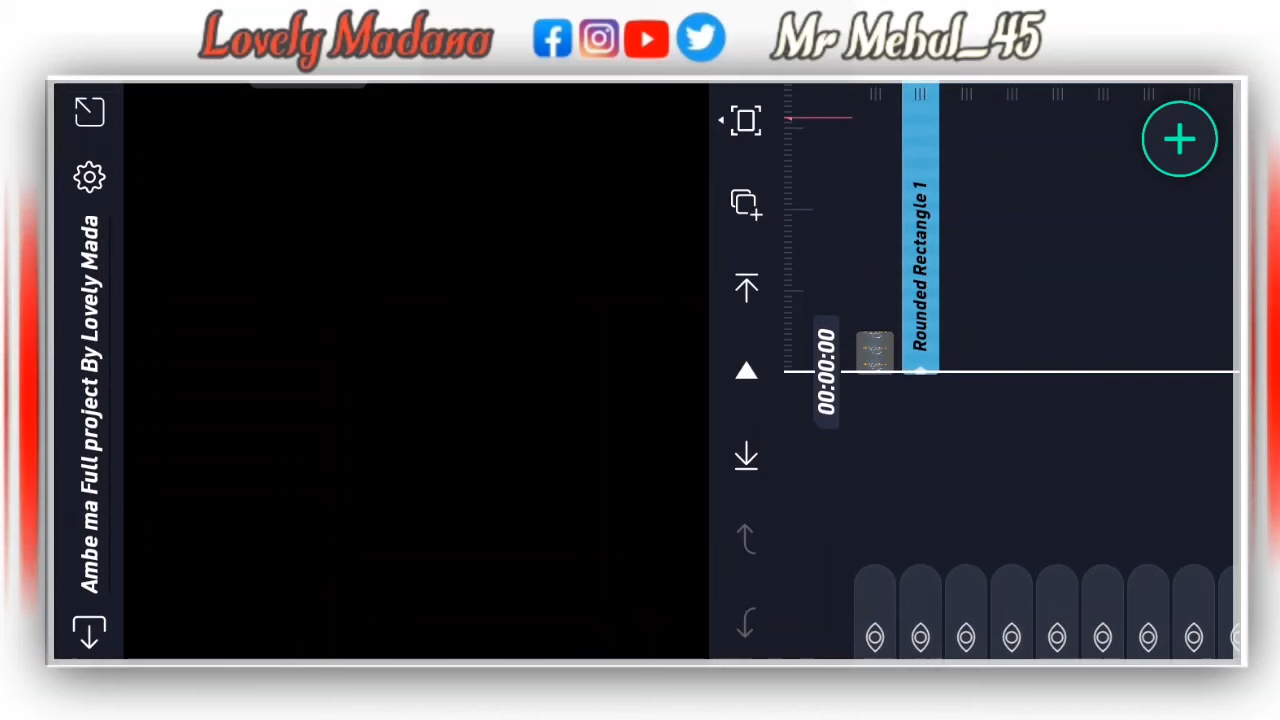 Lovely Madana
Mr Mehul_45
Ambe ma Full project By Lovely Mada
00:00:00
Rounded Rectangle 1